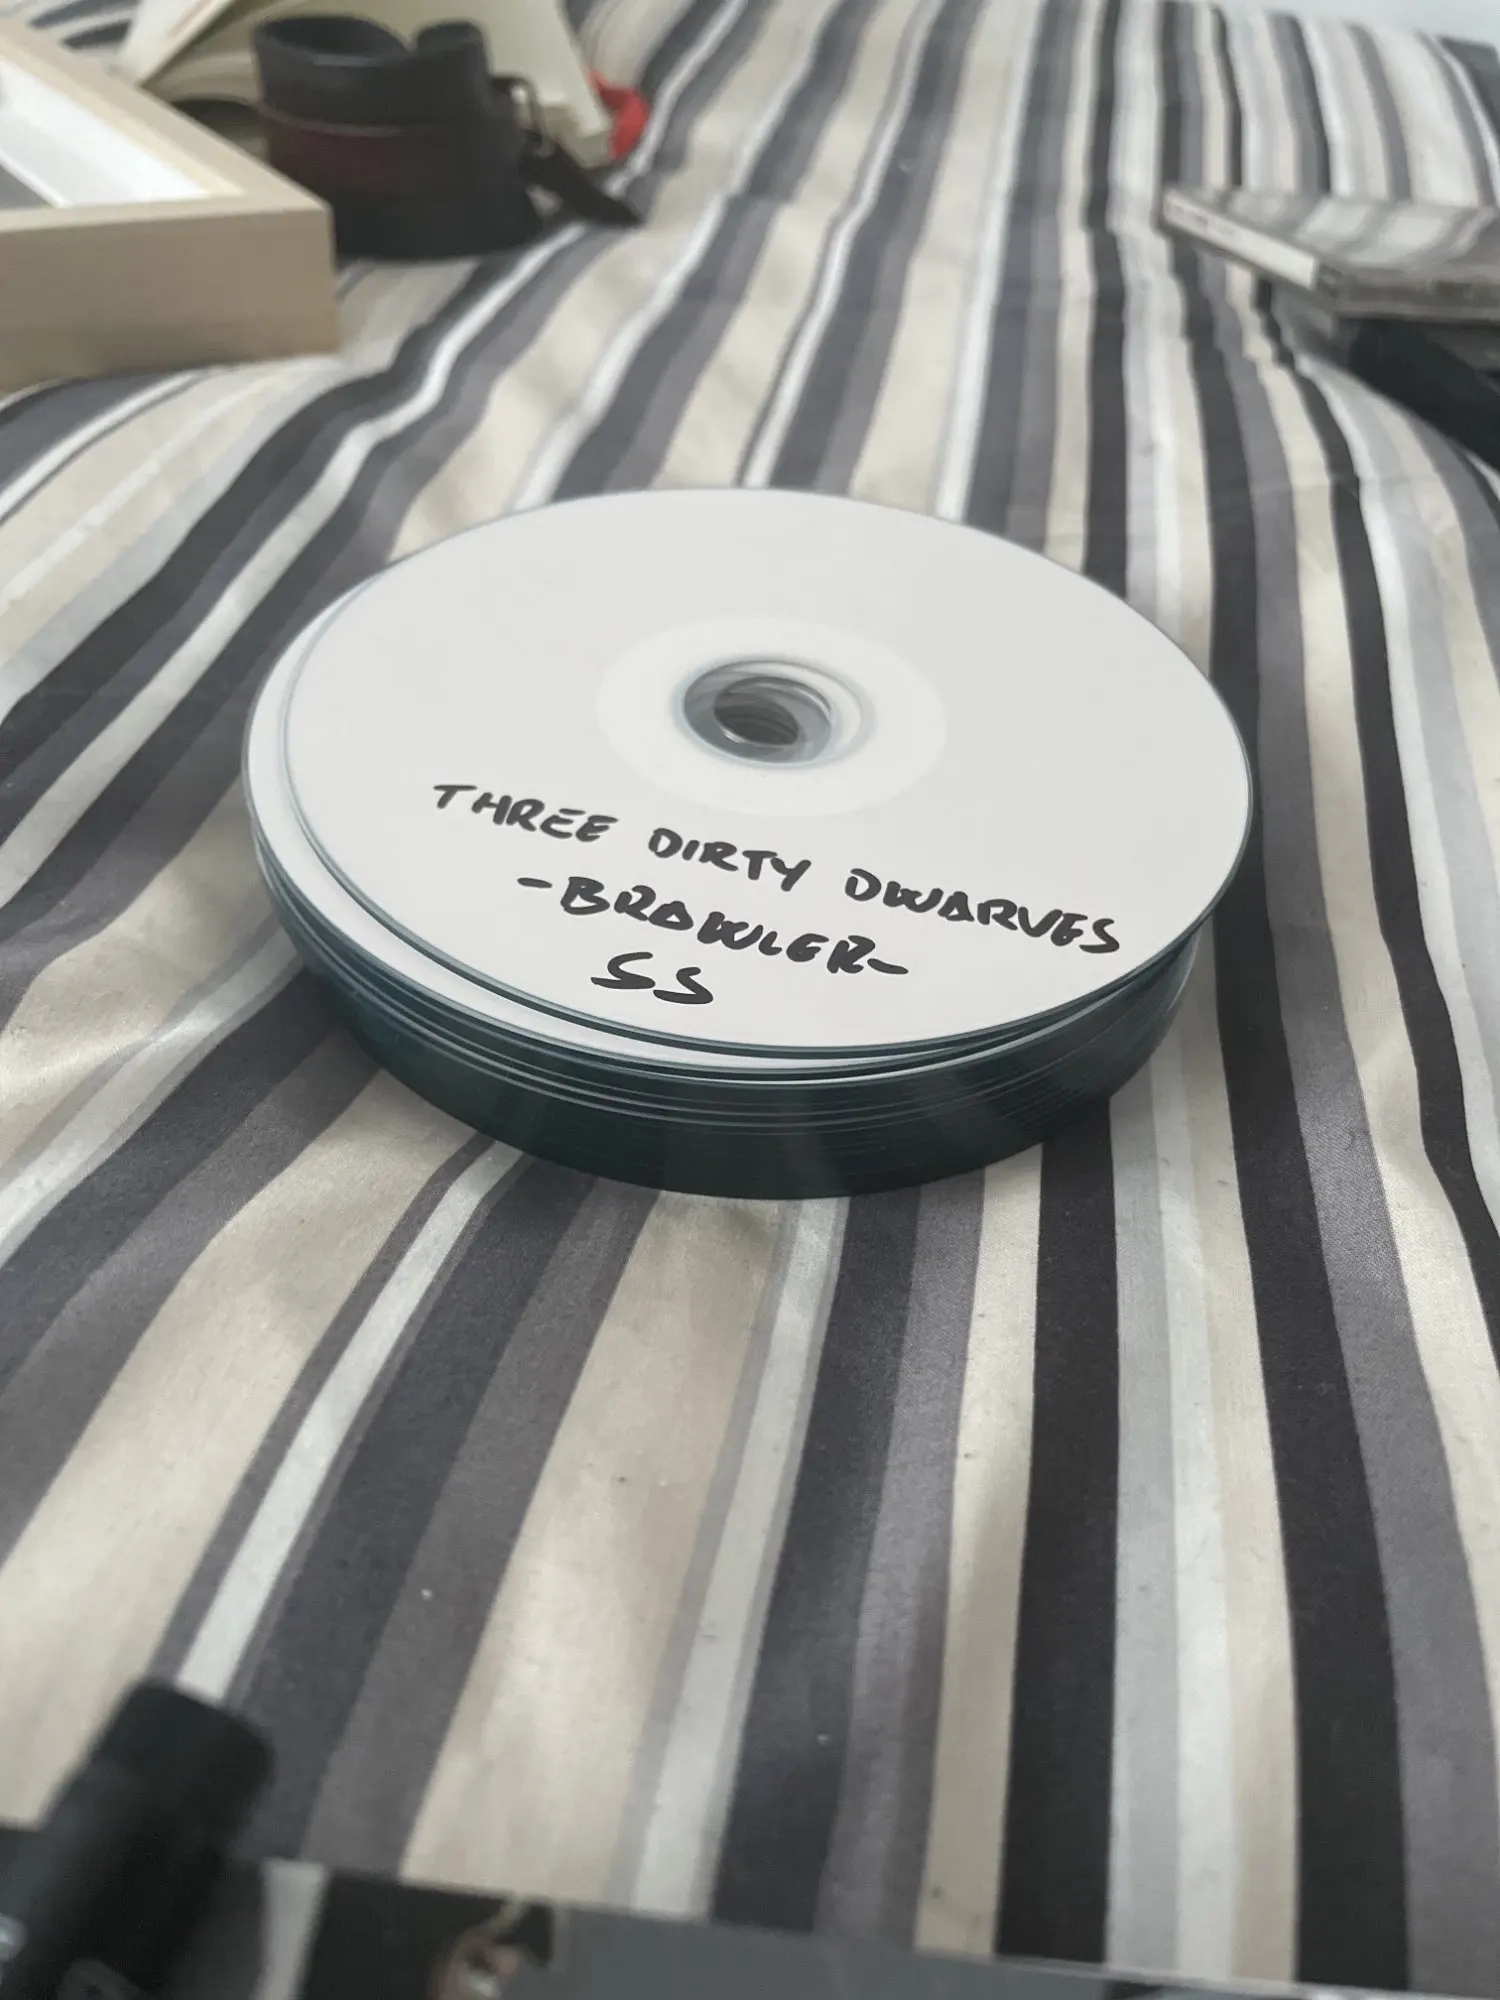 THREE DIRTY DWARVES
-BRAWLER-
SS